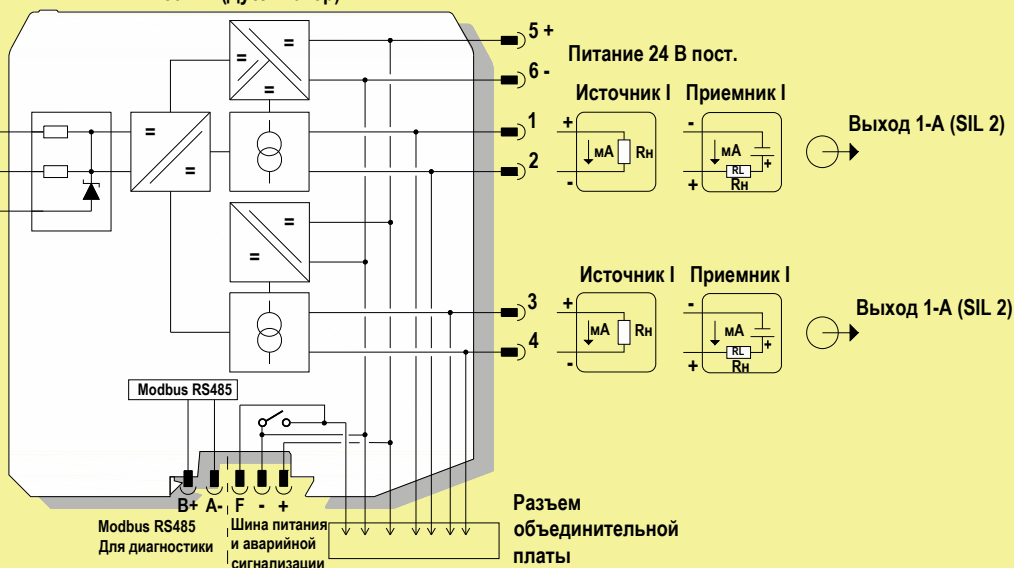 5 +
Питание 24 В пост.
6 -
Источник I Приемник I
1
+
-
Выход 1-А (SIL 2)
мА
Rн
мА
+
2
RL
-
+
Rн
=
=
=
=
=
=
=
Источник I Приемник I
3
+
-
Выход 1-А (SIL 2)
мА
Rн
мА
+
4
RL
-
+
Rн
Modbus RS485
B+ A- F - +
Modbus RS485
Для диагностики
Шина питания
и аварийной
сигнализации
Разъем
объединительной
платы